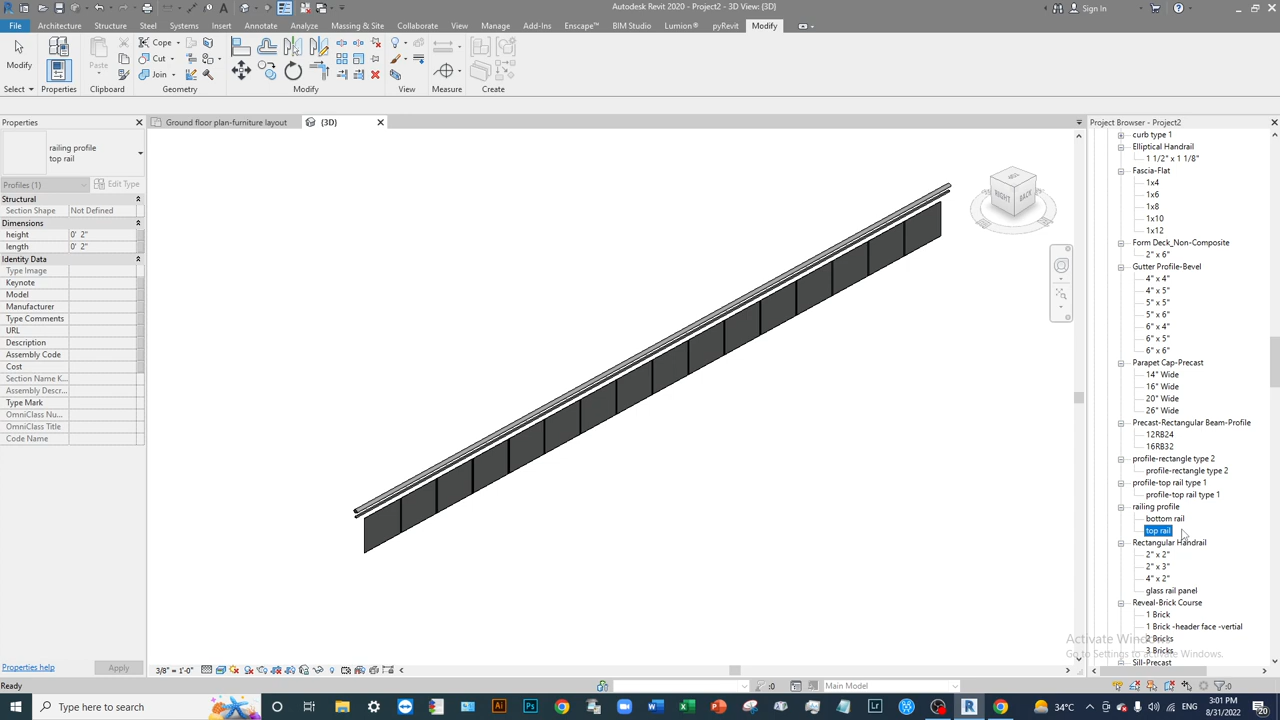 Autodesk Revit 2020 - Project2 - 3D View: {3D}
Sign In
File Architecture Structure Steel Systems Insert Annotate Analyze Massing & Site Collaborate View Manage Add-Ins Enscape™ BIM Studio Lumion® pyRevit Modify
Modify Paste Cope Cut Join
Select Properties Clipboard Geometry Modify View Measure Create
Properties
Ground floor plan-furniture layout
{3D}
Project Browser - Project2
railing profile
top rail
Profiles (1)
Edit Type
Structural
Section Shape Not Defined
Dimensions
height 0' 2"
length 0' 2"
Identity Data
Type Image
Keynote
Model
Manufacturer
Type Comments
URL
Description
Assembly Code
Cost
Section Name K...
Assembly Descr...
Type Mark
OmniClass Nu...
OmniClass Title
Code Name
Properties help
Apply
RIGHT
BACK
curb type 1
Elliptical Handrail
1 1/2" x 1 1/8"
Fascia-Flat
1x4
1x6
1x8
1x10
1x12
Form Deck_Non-Composite
2" x 6"
Gutter Profile-Bevel
4" x 4"
4" x 5"
5" x 5"
5" x 6"
6" x 4"
6" x 5"
6" x 6"
Parapet Cap-Precast
14" Wide
16" Wide
20" Wide
26" Wide
Precast-Rectangular Beam-Profile
12RB24
16RB32
profile-rectangle type 2
profile-rectangle type 2
profile-top rail type 1
profile-top rail type 1
railing profile
bottom rail
top rail
Rectangular Handrail
2" x 2"
2" x 3"
4" x 2"
glass rail panel
Reveal-Brick Course
1 Brick
1 Brick -header face -vertial
2 Bricks
3 Bricks
Sill-Precast
Activate Windows
Go to Settings to activate Windows.
3/8" = 1'-0"
Ready
:0
Main Model
:0
Type here to search
34°C
ENG
3:01 PM
8/31/2022
20